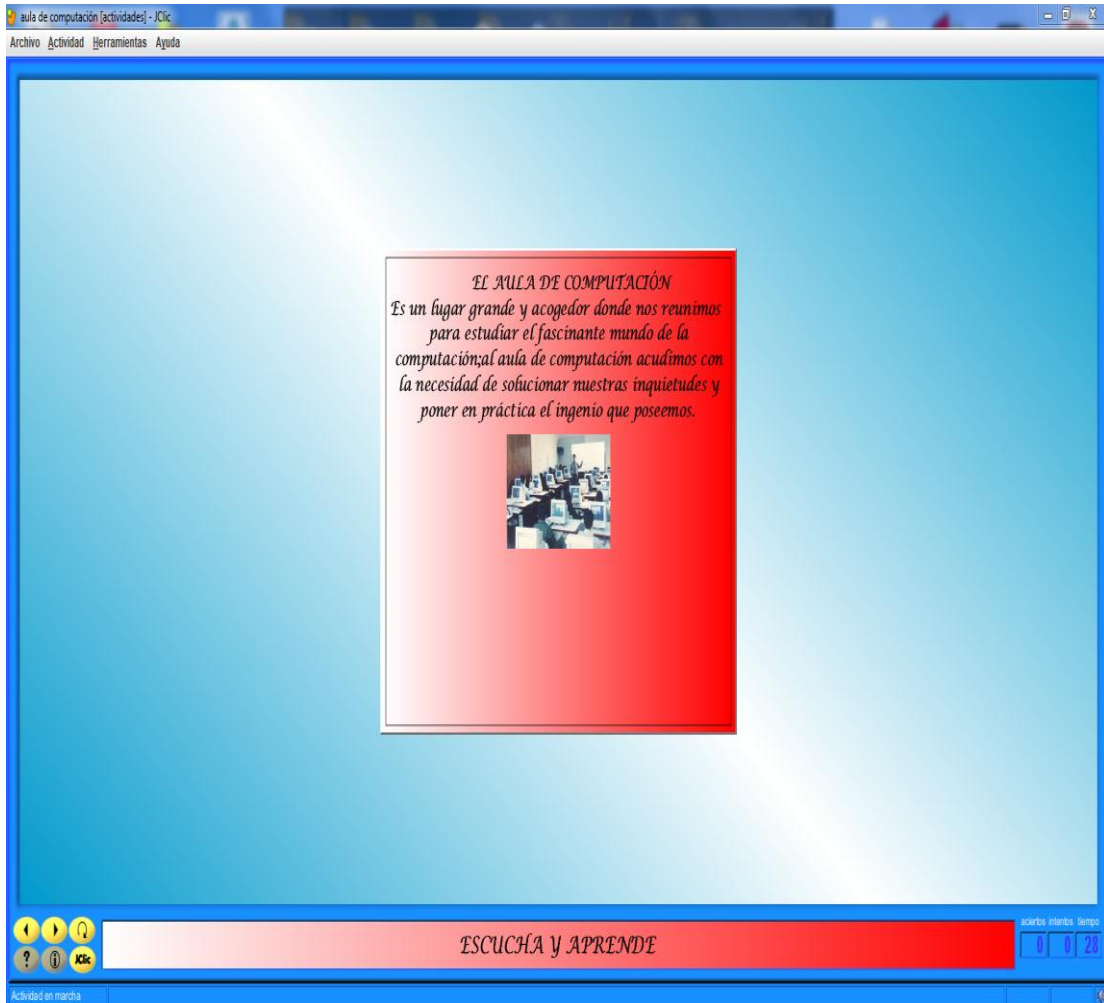 aula de computación [actividades] - JClic
Archivo Actividad Herramientas Ayuda
EL AULA DE COMPUTACIÓN
Es un lugar grande y acogedor donde nos reunimos
para estudiar el fascinante mundo de la
computación;al aula de computación acudimos con
la necesidad de solucionar nuestras inquietudes y
poner en práctica el ingenio que poseemos.
ESCUCHA Y APRENDE
aciertos intentos tiempo
0 0 28
? i JClic
Actividad en marcha